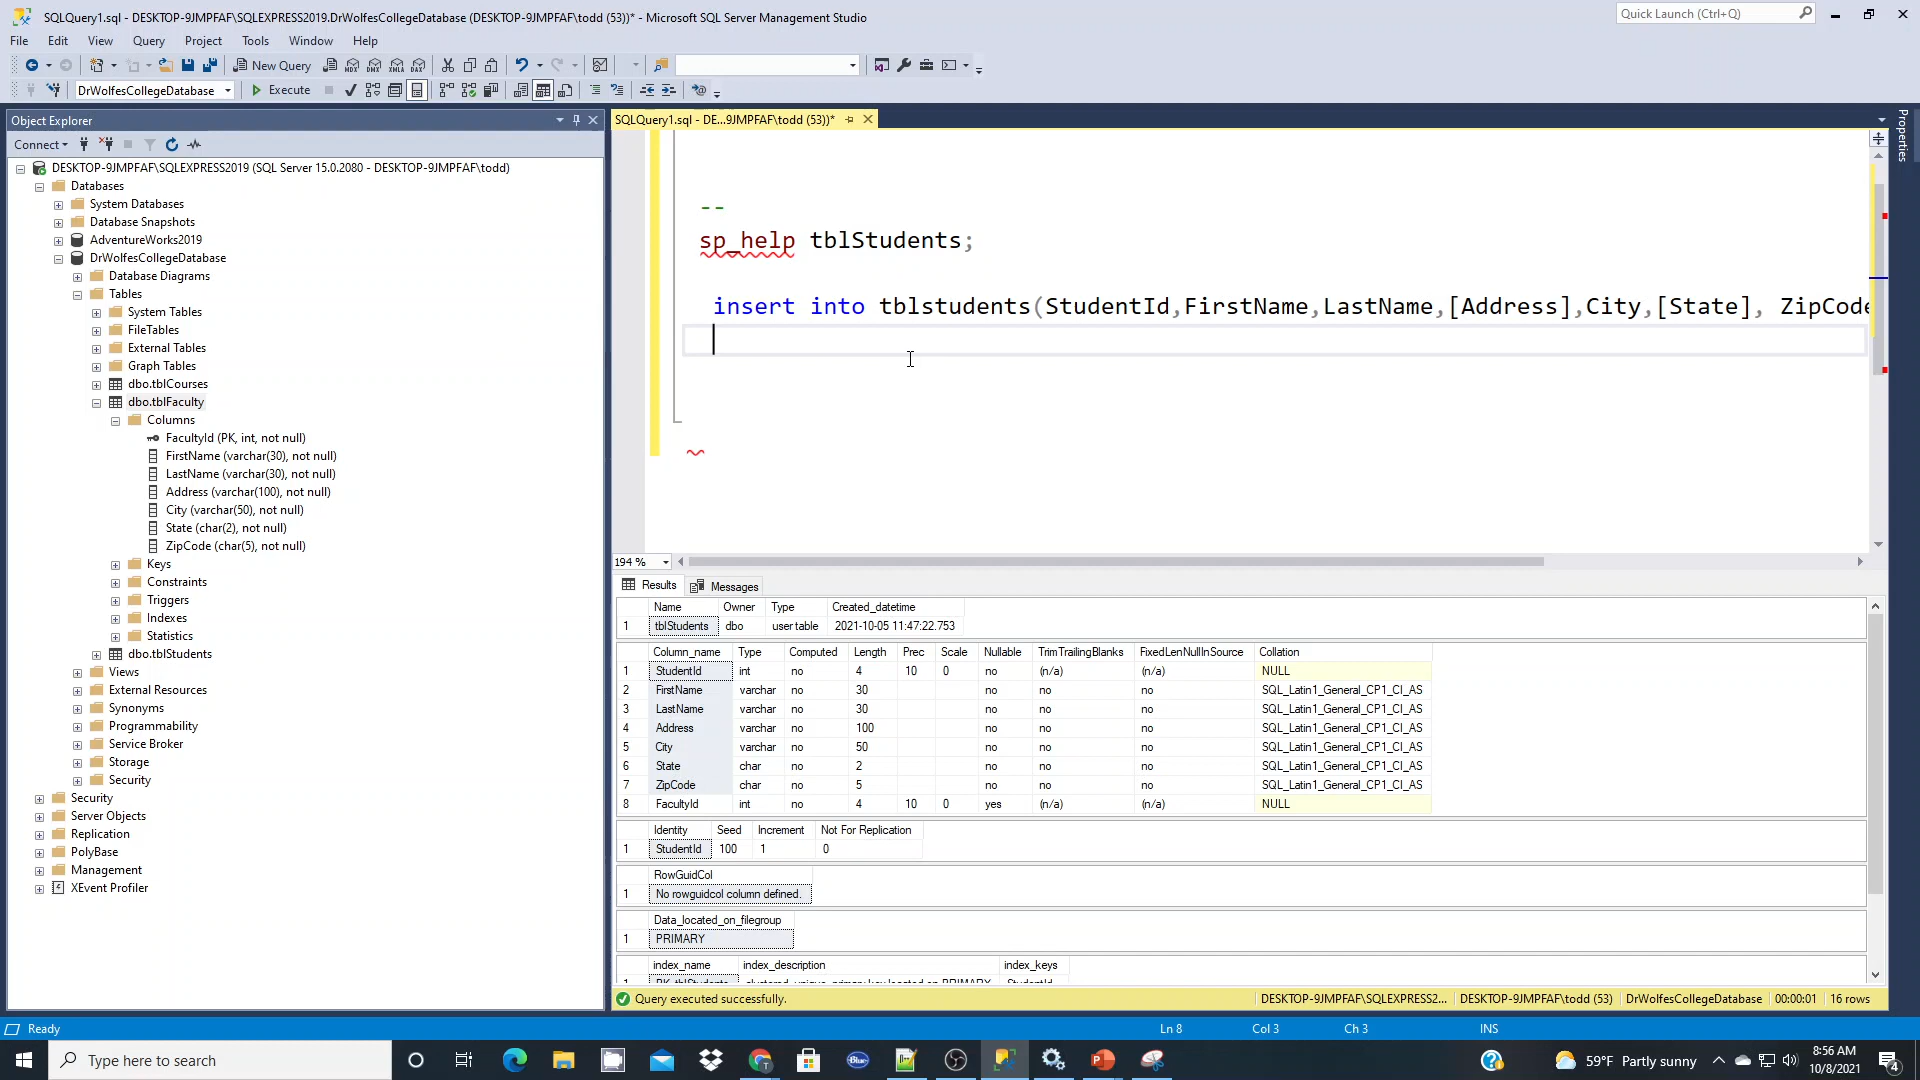 SQLQuery1.sql - DESKTOP-9JMPFAF\SQLEXPRESS2019.DrWolfesCollegeDatabase (DESKTOP-9JMPFAF\todd (53))* - Microsoft SQL Server Management Studio
Quick Launch (Ctrl+Q)
File Edit View Query Project Tools Window Help
New Query
MDX DMX XMLA DAX
DrWolfesCollegeDatabase Execute
Object Explorer
Connect
DESKTOP-9JMPFAF\SQLEXPRESS2019 (SQL Server 15.0.2080 - DESKTOP-9JMPFAF\todd)
Databases
System Databases
Database Snapshots
AdventureWorks2019
DrWolfesCollegeDatabase
Database Diagrams
Tables
System Tables
FileTables
External Tables
Graph Tables
dbo.tblCourses
dbo.tblFaculty
Columns
FacultyId (PK, int, not null)
FirstName (varchar(30), not null)
LastName (varchar(30), not null)
Address (varchar(100), not null)
City (varchar(50), not null)
State (char(2), not null)
ZipCode (char(5), not null)
Keys
Constraints
Triggers
Indexes
Statistics
dbo.tblStudents
Views
External Resources
Synonyms
Programmability
Service Broker
Storage
Security
Security
Server Objects
Replication
PolyBase
Management
XEvent Profiler
SQLQuery1.sql - DE...9JMPFAF\todd (53))*
Properties
--
sp_help tblStudents;
insert into tblstudents(StudentId,FirstName,LastName,[Address],City,[State], ZipCode
194 %
Results Messages
Name Owner Type Created_datetime
1 tblStudents dbo user table 2021-10-05 11:47:22.753
Column_name Type Computed Length Prec Scale Nullable TrimTrailingBlanks FixedLenNullInSource Collation
1 StudentId int no 4 10 0 no (n/a) (n/a) NULL
2 FirstName varchar no 30 no no no SQL_Latin1_General_CP1_CI_AS
3 LastName varchar no 30 no no no SQL_Latin1_General_CP1_CI_AS
4 Address varchar no 100 no no no SQL_Latin1_General_CP1_CI_AS
5 City varchar no 50 no no no SQL_Latin1_General_CP1_CI_AS
6 State char no 2 no no no SQL_Latin1_General_CP1_CI_AS
7 ZipCode char no 5 no no no SQL_Latin1_General_CP1_CI_AS
8 FacultyId int no 4 10 0 yes (n/a) (n/a) NULL
Identity Seed Increment Not For Replication
1 StudentId 100 1 0
RowGuidCol
1 No rowguidcol column defined.
Data_located_on_filegroup
1 PRIMARY
index_name index_description index_keys
1 PK_tblStudents clustered, unique, primary key located on PRIMARY StudentId
Query executed successfully. DESKTOP-9JMPFAF\SQLEXPRESS2... DESKTOP-9JMPFAF\todd (53) DrWolfesCollegeDatabase 00:00:01 16 rows
Ready Ln 8 Col 3 Ch 3 INS
Type here to search
59°F Partly sunny
8:56 AM
10/8/2021
4